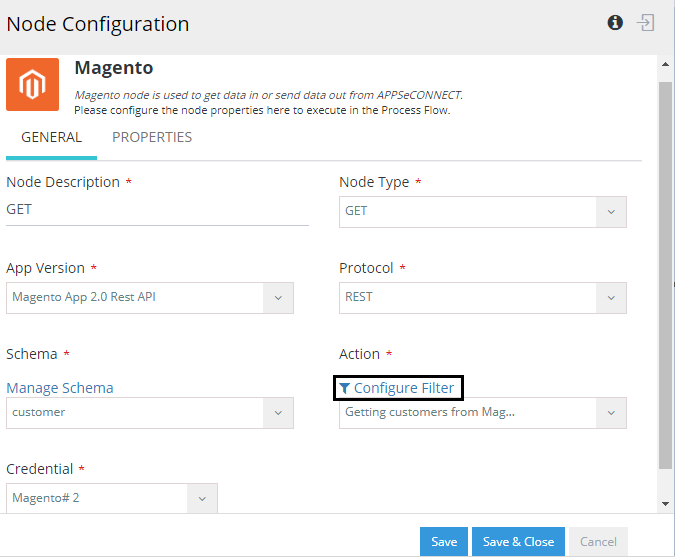 Node Configuration
Magento
Magento node is used to get data in or send data out from APPSeCONNECT.
Please configure the node properties here to execute in the Process Flow.
GENERAL PROPERTIES
Node Description * Node Type *
GET GET
App Version * Protocol *
Magento App 2.0 Rest API REST
Schema * Action *
Manage Schema Configure Filter
customer Getting customers from Mag...
Credential *
Magento# 2
Save Save & Close Cancel